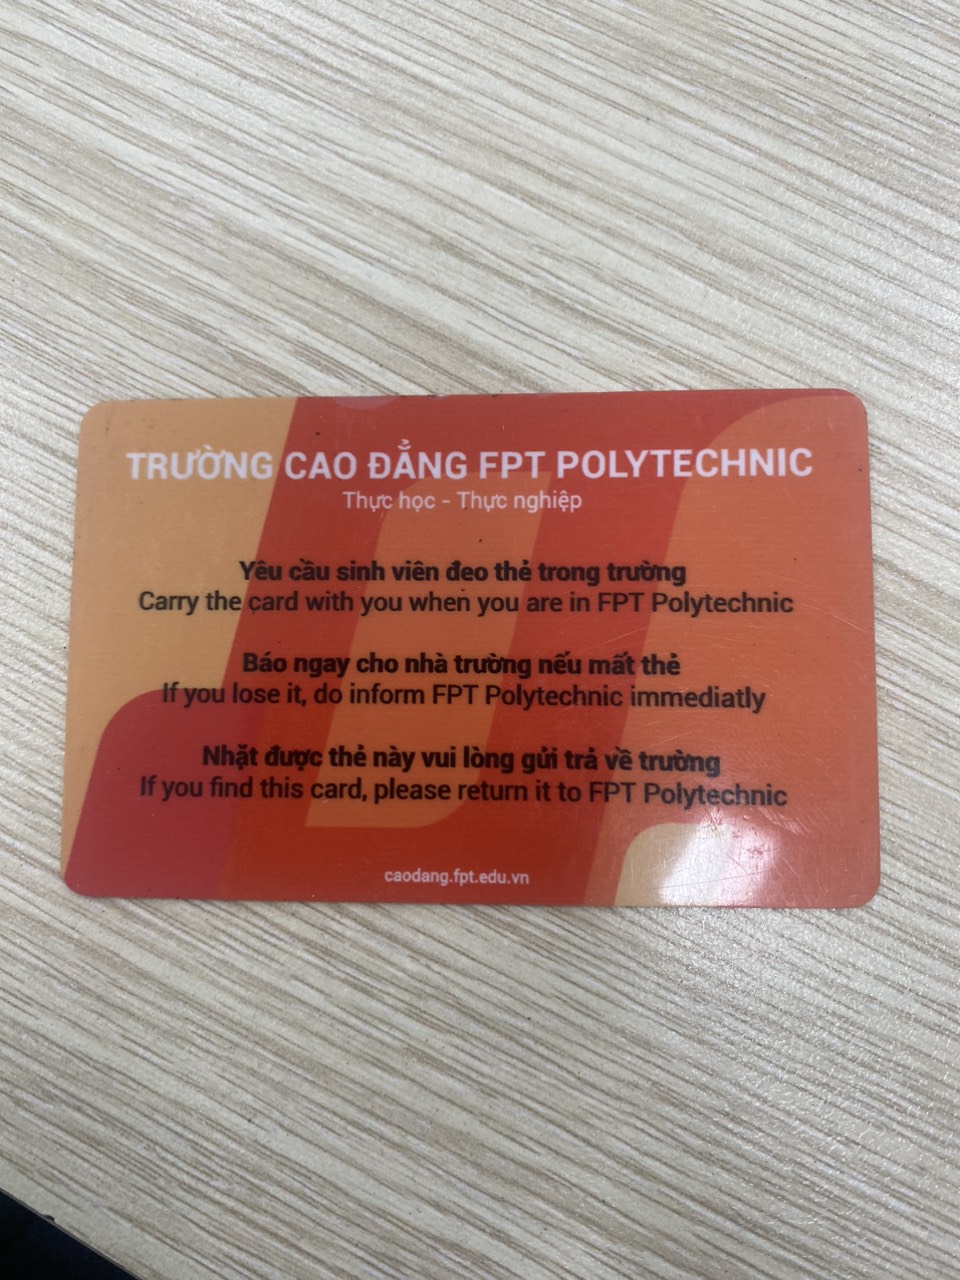 TRƯỜNG CAO ĐẲNG FPT POLYTECHNIC
Thực học - Thực nghiệp
Yêu cầu sinh viên đeo thẻ trong trường
Carry the card with you when you are in FPT Polytechnic
Báo ngay cho nhà trường nếu mất thẻ
If you lose it, do inform FPT Polytechnic immediatly
Nhặt được thẻ này vui lòng gửi trả về trường
If you find this card, please return it to FPT Polytechnic
caodang.fpt.edu.vn